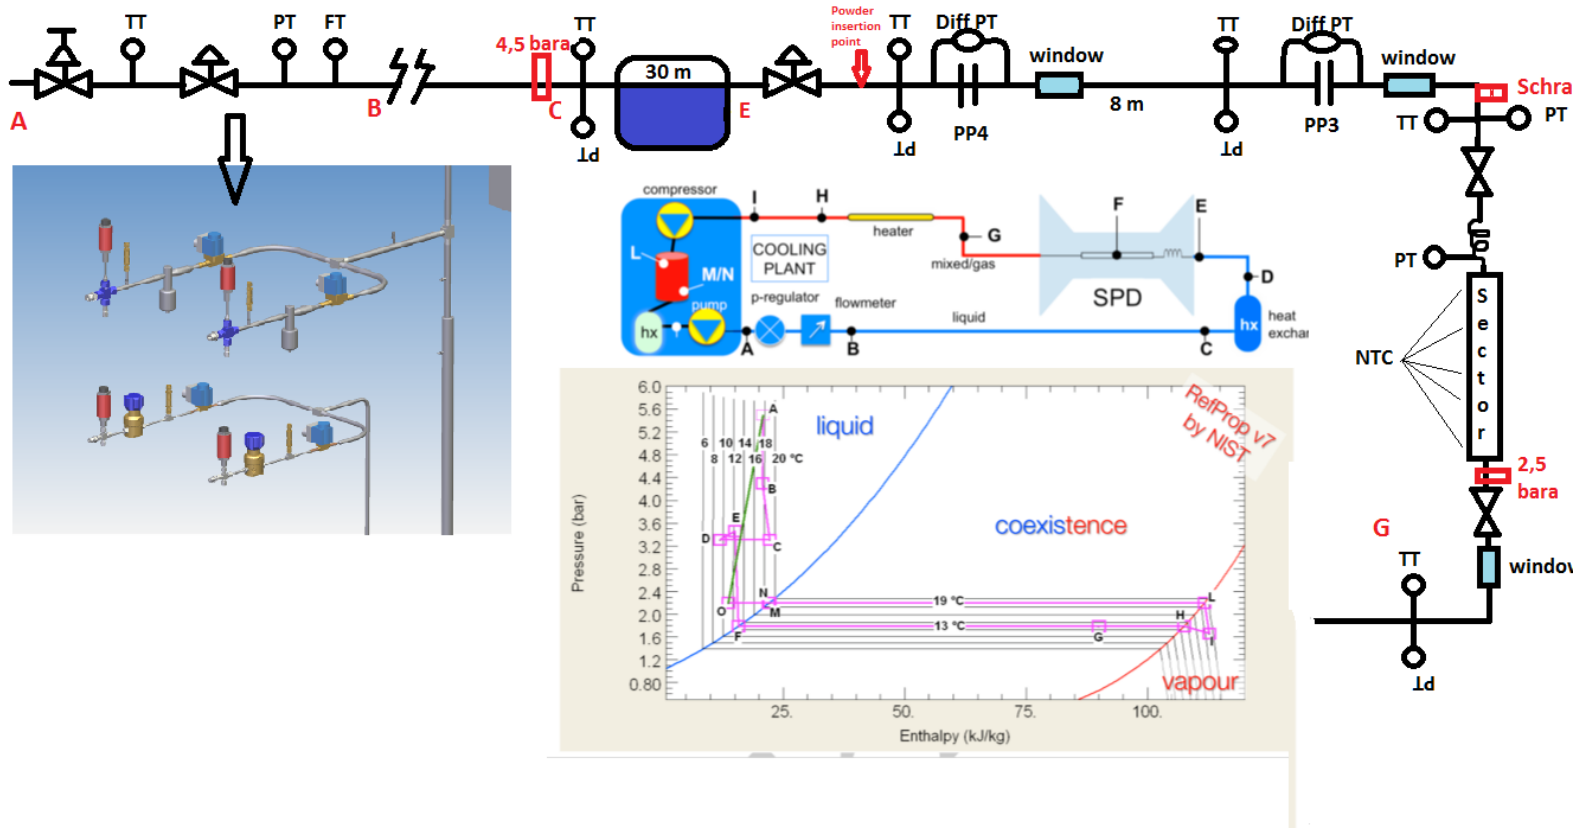 TT
PT
FT
4,5 bara
TT
30 m
Powder
insertion
point
TT
Diff PT
window
TT
Diff PT
window
Schra
A
B
C
E
PT
PT
PP4
8 m
PT
PP3
TT
PT
compressor
I
H
heater
COOLING
PLANT
G
mixed/gas
F
E
SPD
D
L
M/N
pump
p-regulator
flowmeter
hx
A
B
liquid
C
hx
heat
exchar
PT
NTC
Sector
2,5
bara
G
TT
window
PT
6.0
5.6
5.2
4.8
4.4
4.0
3.6
3.2
2.8
2.4
2.0
1.6
1.2
0.80
Pressure (bar)
A
liquid
RefProp v7
by NIST
6 10 14 18
8 12 16 20 ºC
B
E
D
C
coexistence
N
O
M
19 ºC
L
F
13 ºC
G
H
I
vapour
25. 50. 75. 100.
Enthalpy (kJ/kg)